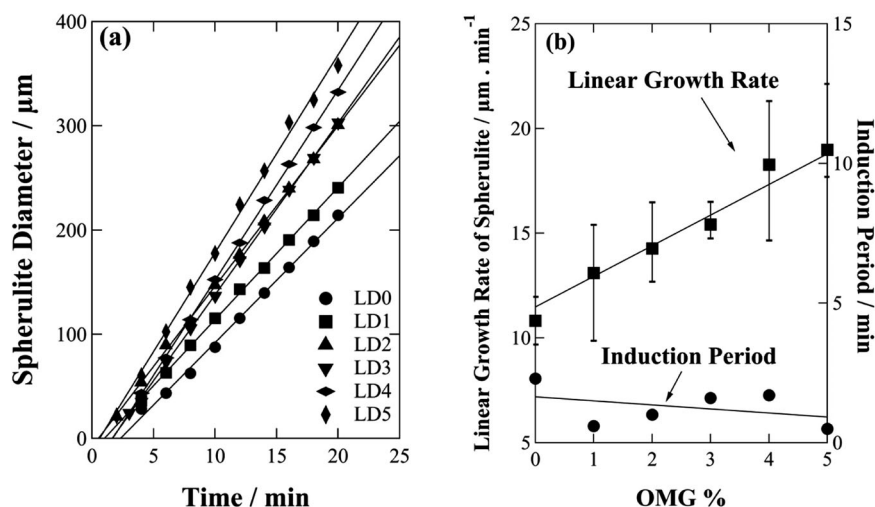 (a)
Spherulite Diameter / μm
400
300
200
100
0
0
5
10
15
20
25
Time / min
LD0
LD1
LD2
LD3
LD4
LD5
(b)
Linear Growth Rate of Spherulite / μm . min⁻¹
25
20
15
10
5
Linear Growth Rate
Induction Period
15
10
5
0
Induction Period / min
0
1
2
3
4
5
OMG %